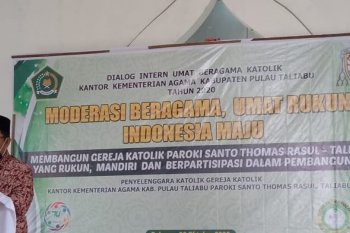 DIALOG INTERN UMAT BERAGAMA KATOLIK
KANTOR KEMENTERIAN AGAMA KABUPATEN PULAU TALIABU
TAHUN 2020
MODERASI BERAGAMA, UMAT RUKUN
INDONESIA MAJU
MEMBANGUN GEREJA KATOLIK PAROKI SANTO THOMAS RASUL - TALI
YANG RUKUN, MANDIRI DAN BERPARTISIPASI DALAM PEMBANGUN
PENYELENGGARA KATOLIK GEREJA KATOLIK
KANTOR KEMENTERIAN AGAMA KAB. PULAU TALIABU PAROKI SANTO THOMAS RASUL, TALIABU